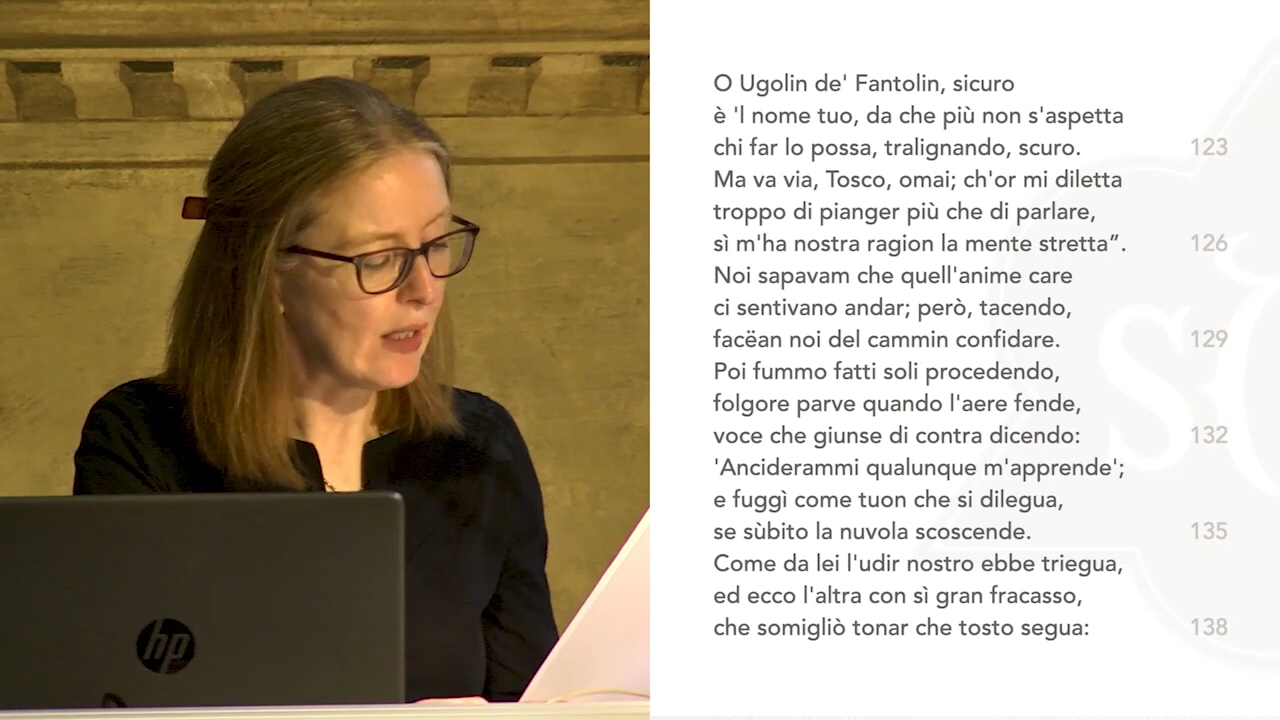 O Ugolin de' Fantolin, sicuro
è 'l nome tuo, da che più non s'aspetta
chi far lo possa, tralignando, scuro. 123
Ma va via, Tosco, omai; ch'or mi diletta
troppo di pianger più che di parlare,
sì m'ha nostra ragion la mente stretta”. 126
Noi sapavam che quell'anime care
ci sentivano andar; però, tacendo,
facëan noi del cammin confidare. 129
Poi fummo fatti soli procedendo,
folgore parve quando l'aere fende,
voce che giunse di contra dicendo: 132
'Anciderammi qualunque m'apprende';
e fuggì come tuon che si dilegua,
se sùbito la nuvola scoscende. 135
Come da lei l'udir nostro ebbe triegua,
ed ecco l'altra con sì gran fracasso,
che somigliò tonar che tosto segua: 138
hp